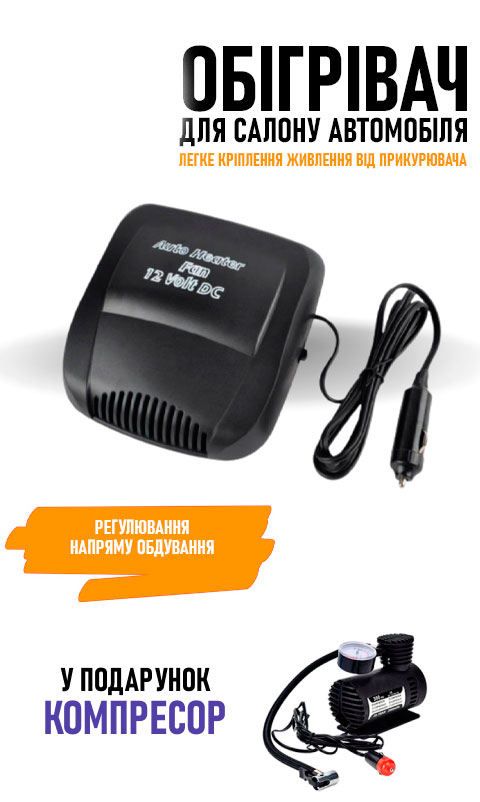 ОБІГРІВАЧ
ДЛЯ САЛОНУ АВТОМОБІЛЯ
ЛЕГКЕ КРІПЛЕННЯ ЖИВЛЕННЯ ВІД ПРИКУРЮВАЧА
Auto Heater
Fan
12 Volt DC
РЕГУЛЮВАННЯ
НАПРЯМУ ОБДУВАННЯ
У ПОДАРУНОК
КОМПРЕСОР